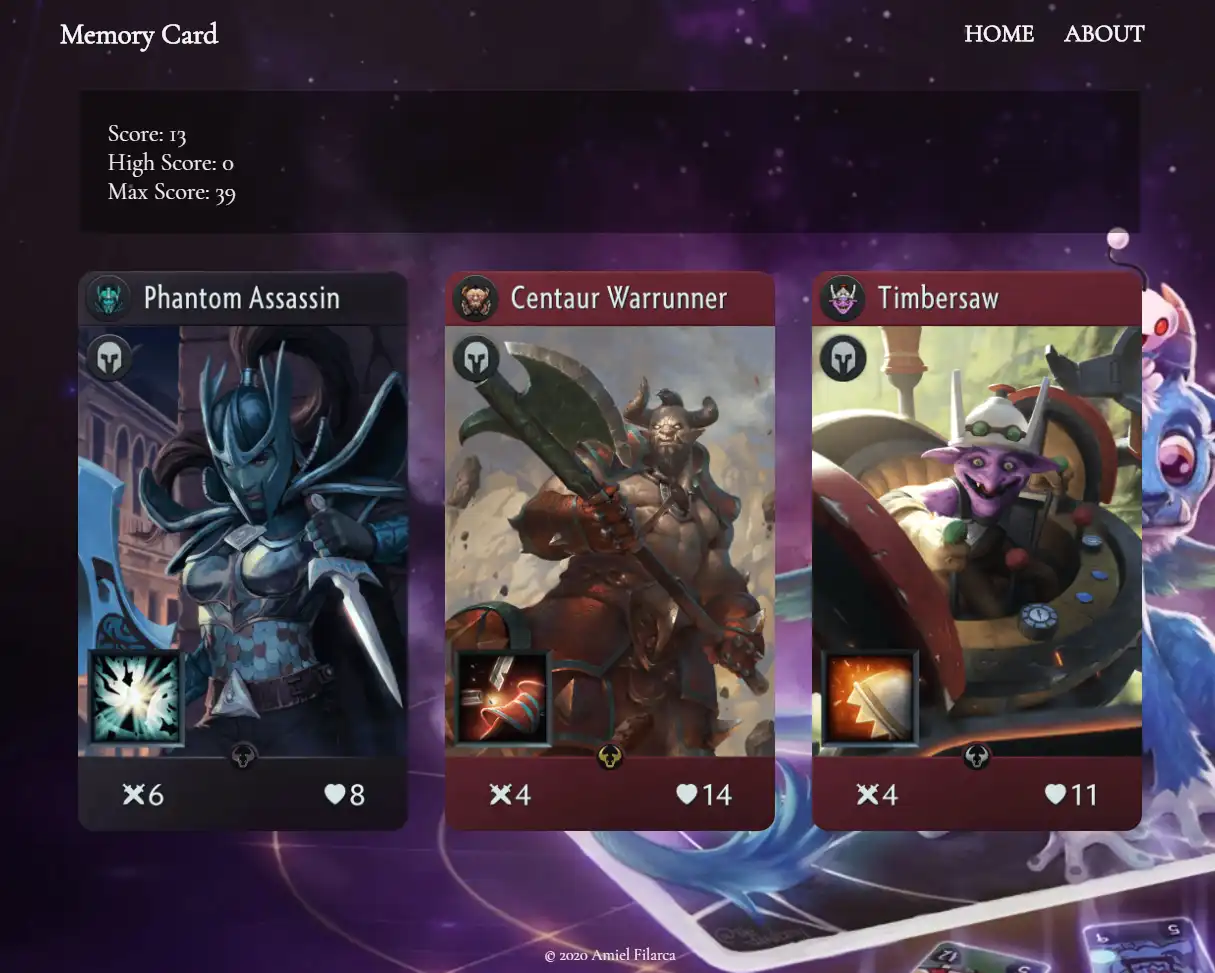 Memory Card
HOME ABOUT
Score: 13
High Score: 0
Max Score: 39
Phantom Assassin
Centaur Warrunner
Timbersaw
6
8
4
14
4
11
© 2020 Amiel Filarca